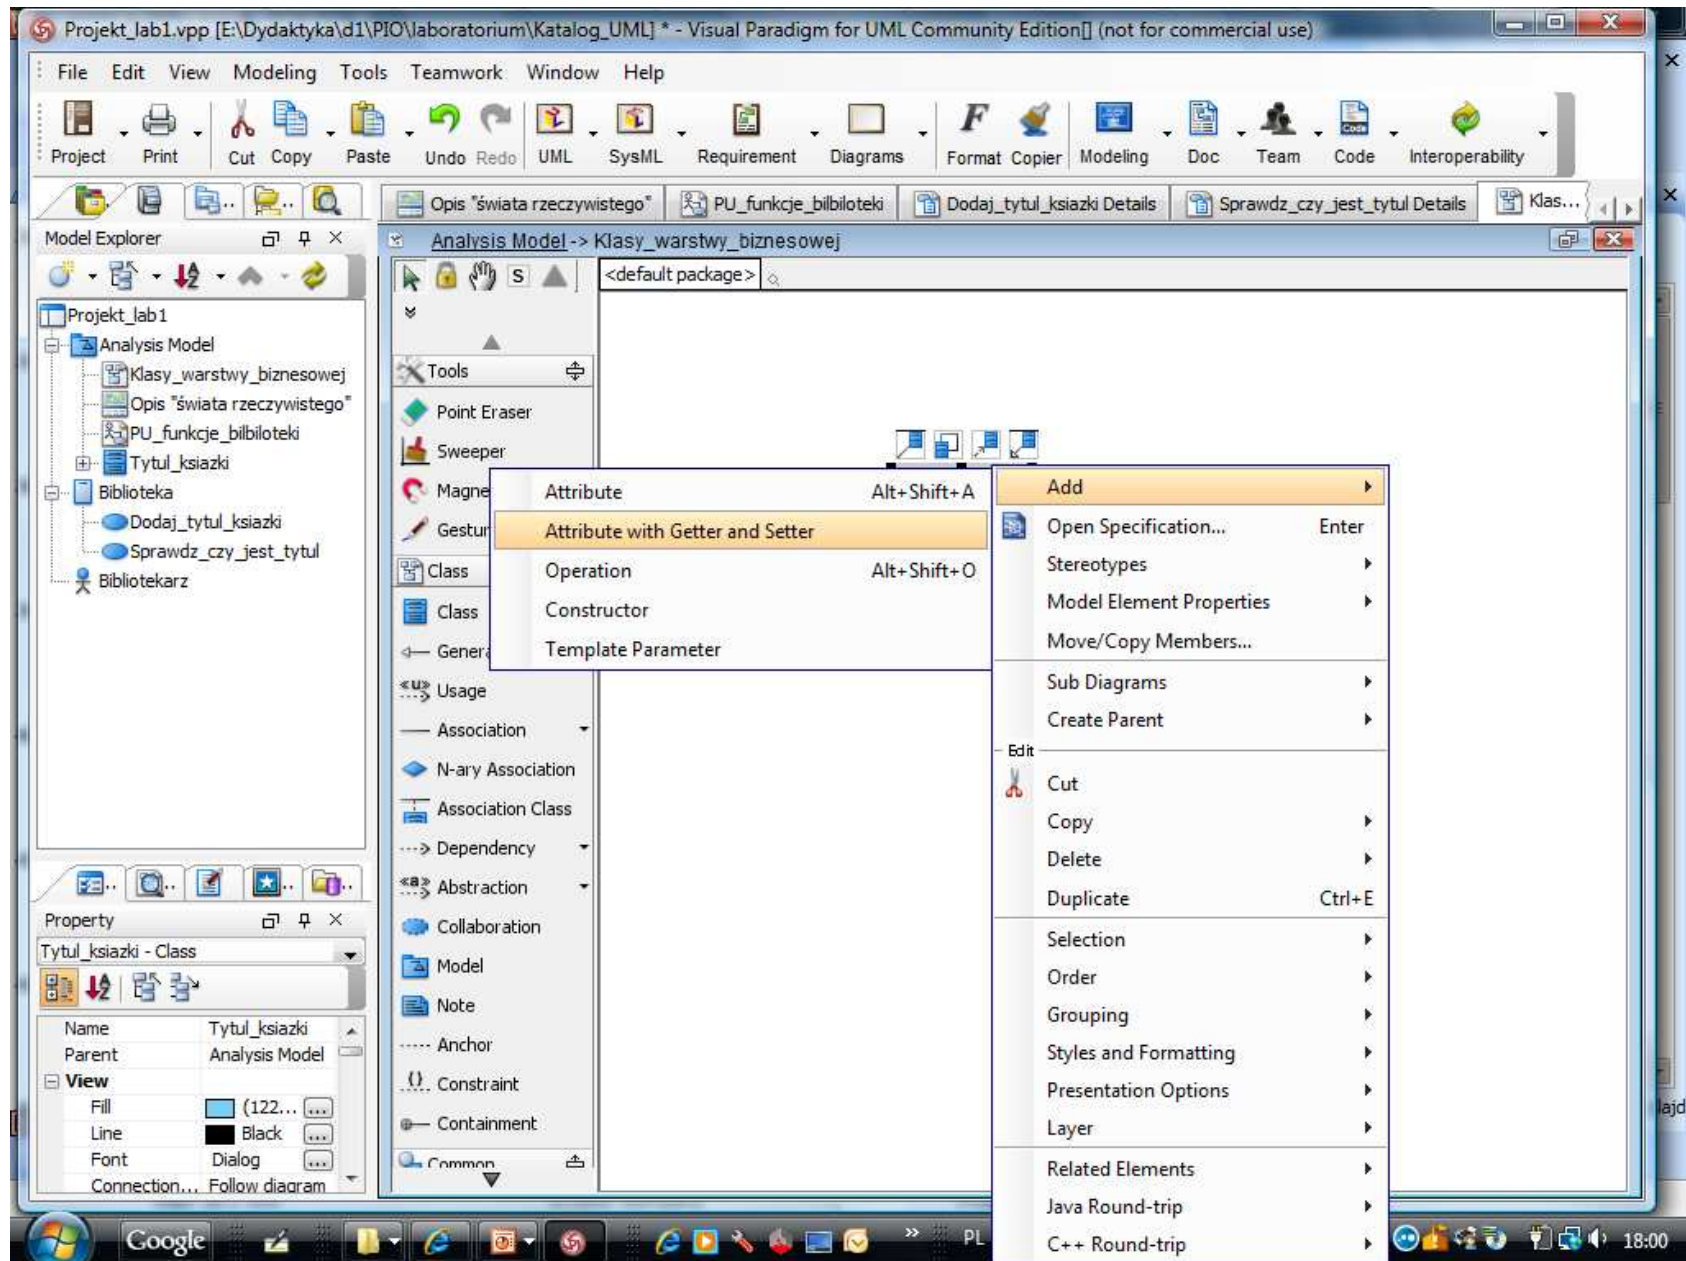 Projekt_lab1.vpp [E:\Dydaktyka\d1\PIO\laboratorium\Katalog_UML] * - Visual Paradigm for UML Community Edition[] (not for commercial use)
File Edit View Modeling Tools Teamwork Window Help
Project Print Cut Copy Paste Undo Redo UML SysML Requirement Diagrams Format Copier Modeling Doc Team Code Interoperability
Opis "świata rzeczywistego" PU_funkcje_bilbiloteki Dodaj_tytul_ksiazki Details Sprawdz_czy_jest_tytul Details Klas...
Model Explorer
Analysis Model -> Klasy_warstwy_biznesowej
<default package>
Projekt_lab1
Analysis Model
Klasy_warstwy_biznesowej
Opis "świata rzeczywistego"
PU_funkcje_bilbiloteki
Tytul_ksiazki
Biblioteka
Dodaj_tytul_ksiazki
Sprawdz_czy_jest_tytul
Bibliotekarz
Property
Tytul_ksiazki - Class
Name Tytul_ksiazki
Parent Analysis Model
View
Fill (122... ...
Line Black ...
Font Dialog ...
Connection... Follow diagram
Tools
Point Eraser
Sweeper
Magne
Gestur
Class
Class
Genera
Usage
Association
N-ary Association
Association Class
Dependency
Abstraction
Collaboration
Model
Note
Anchor
Constraint
Containment
Common
Attribute Alt+Shift+A
Attribute with Getter and Setter
Operation Alt+Shift+O
Constructor
Template Parameter
Add
Open Specification... Enter
Stereotypes
Model Element Properties
Move/Copy Members...
Sub Diagrams
Create Parent
Edit
Cut
Copy
Delete
Duplicate Ctrl+E
Selection
Order
Grouping
Styles and Formatting
Presentation Options
Layer
Related Elements
Java Round-trip
C++ Round-trip
Google PL 18:00